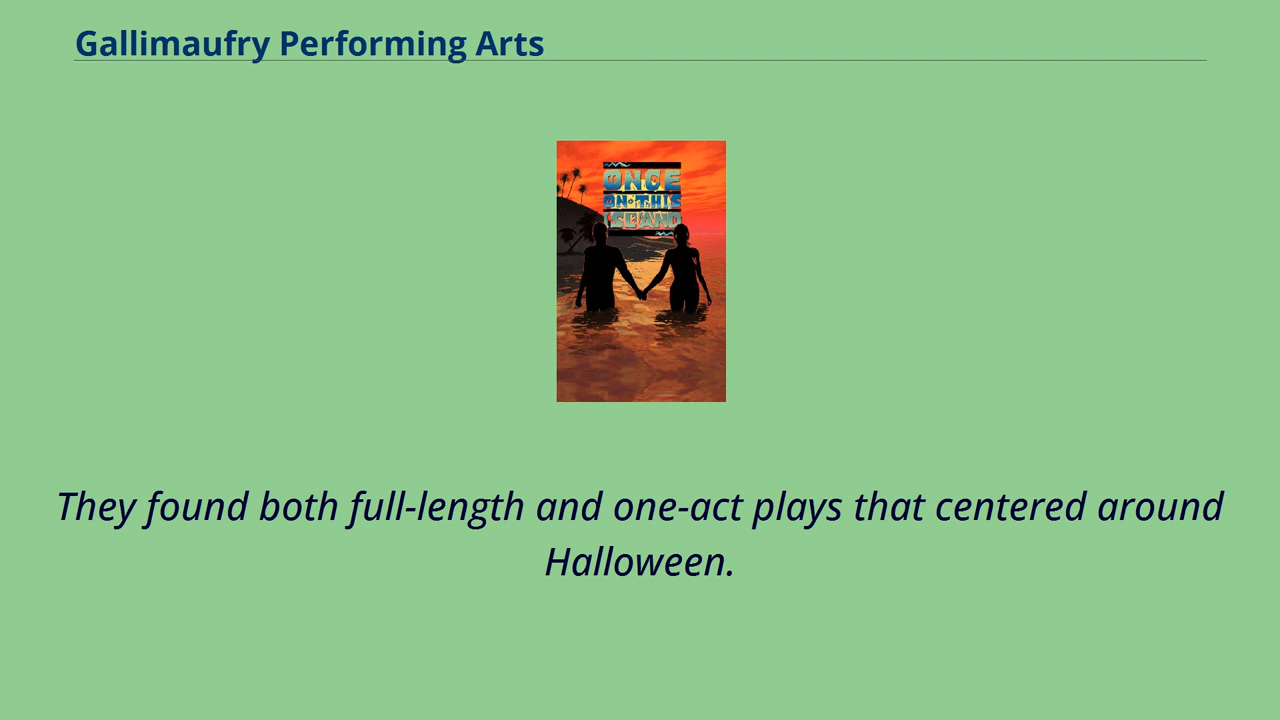 Gallimaufry Performing Arts
ONCE
ON • THIS
ISLAND
They found both full-length and one-act plays that centered around
Halloween.